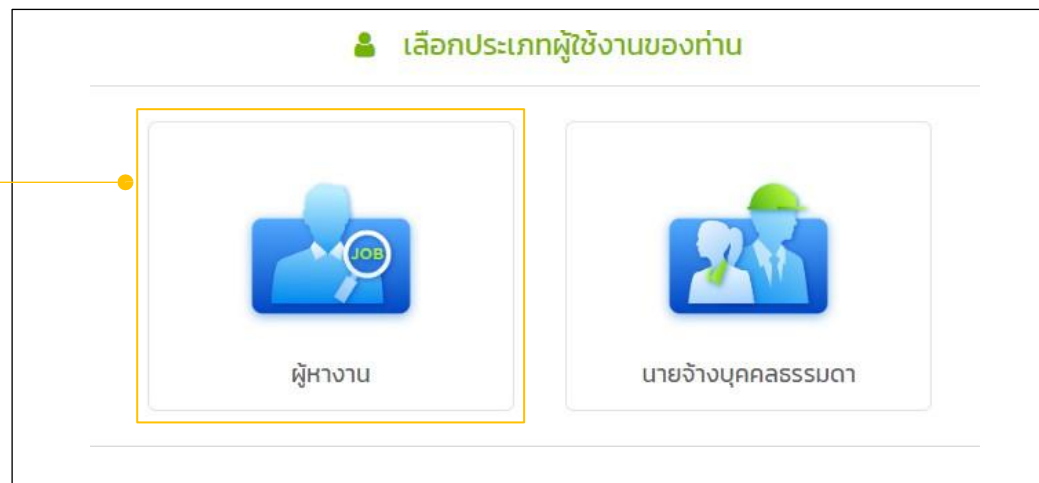 เลือกประเภทผู้ใช้งานของท่าน
JOB
ผู้หางาน
นายจ้างบุคคลธรรมดา